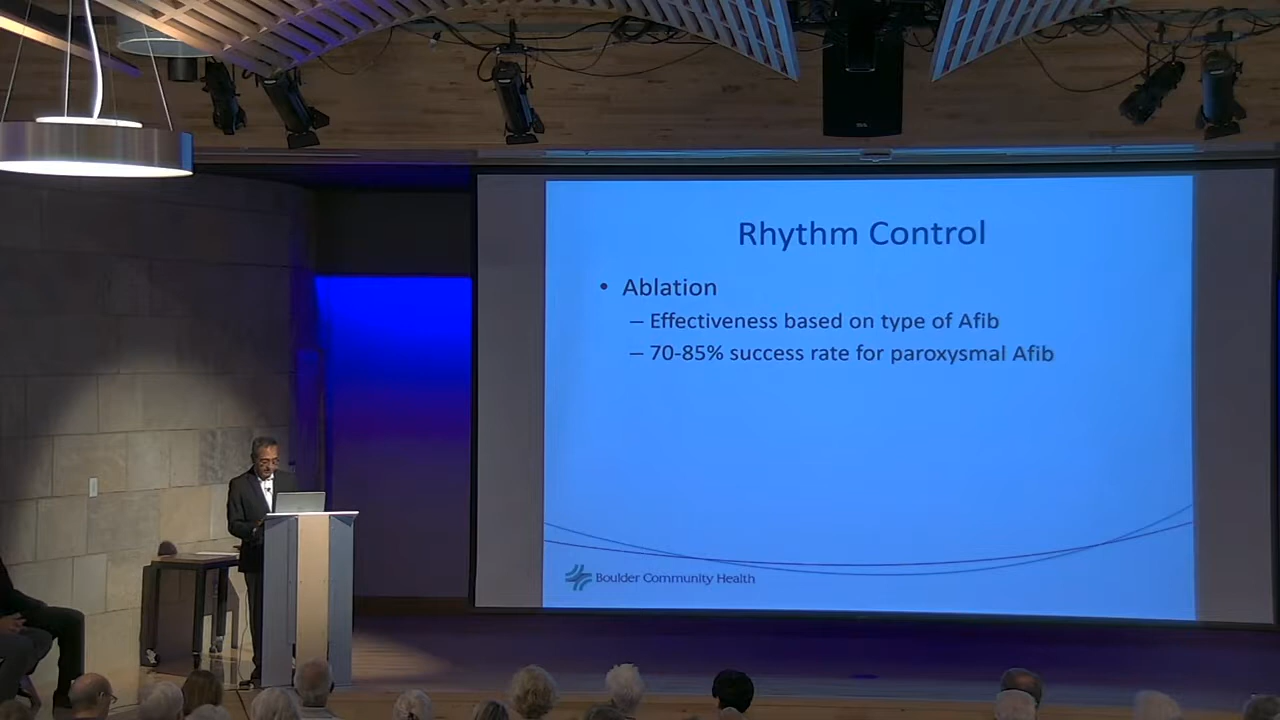 Rhythm Control
• Ablation
– Effectiveness based on type of Afib
– 70-85% success rate for paroxysmal Afib
Boulder Community Health